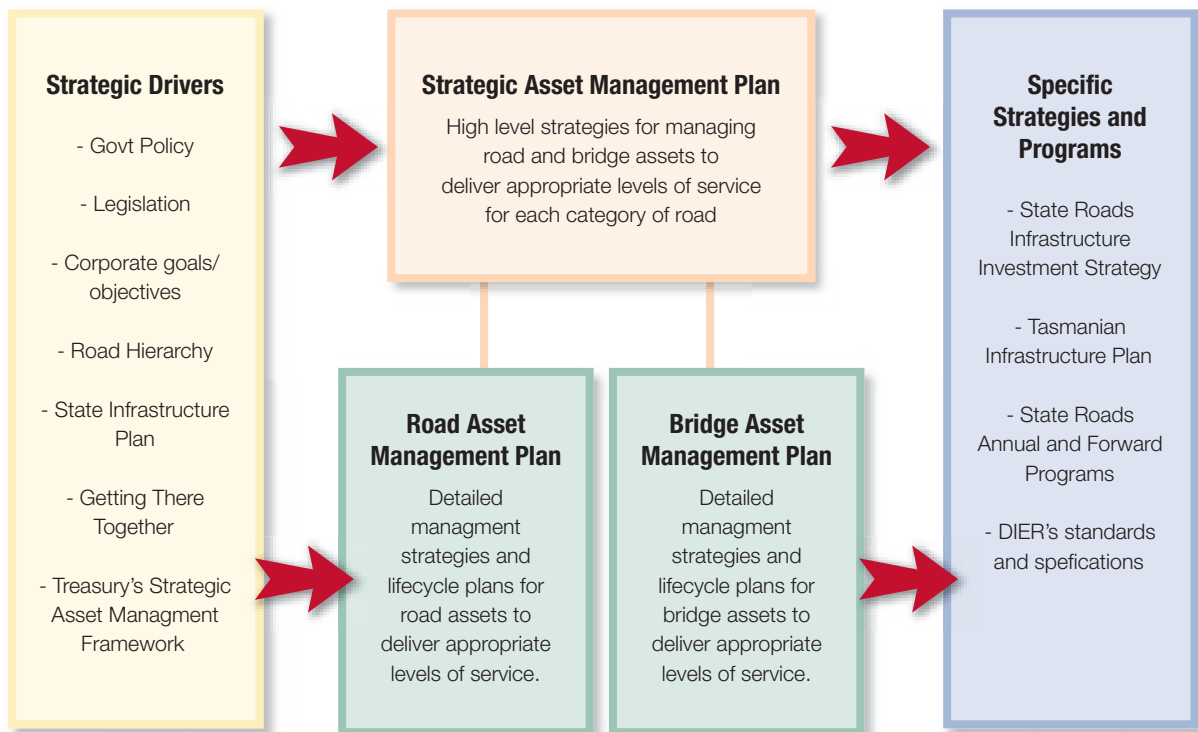 Strategic Drivers
- Govt Policy
- Legislation
- Corporate goals/
objectives
- Road Hierarchy
- State Infrastructure
Plan
- Getting There
Together
- Treasury's Strategic
Asset Managment
Framework
Strategic Asset Management Plan
High level strategies for managing
road and bridge assets to
deliver appropriate levels of service
for each category of road
Road Asset
Management Plan
Detailed
managment
strategies and
lifecycle plans for
road assets to
deliver appropriate
levels of service.
Bridge Asset
Management Plan
Detailed
managment
strategies and
lifecycle plans for
bridge assets to
deliver appropriate
levels of service.
Specific
Strategies and
Programs
- State Roads
Infrastructure
Investment Strategy
- Tasmanian
Infrastructure Plan
- State Roads
Annual and Forward
Programs
- DIER's standards
and spefications